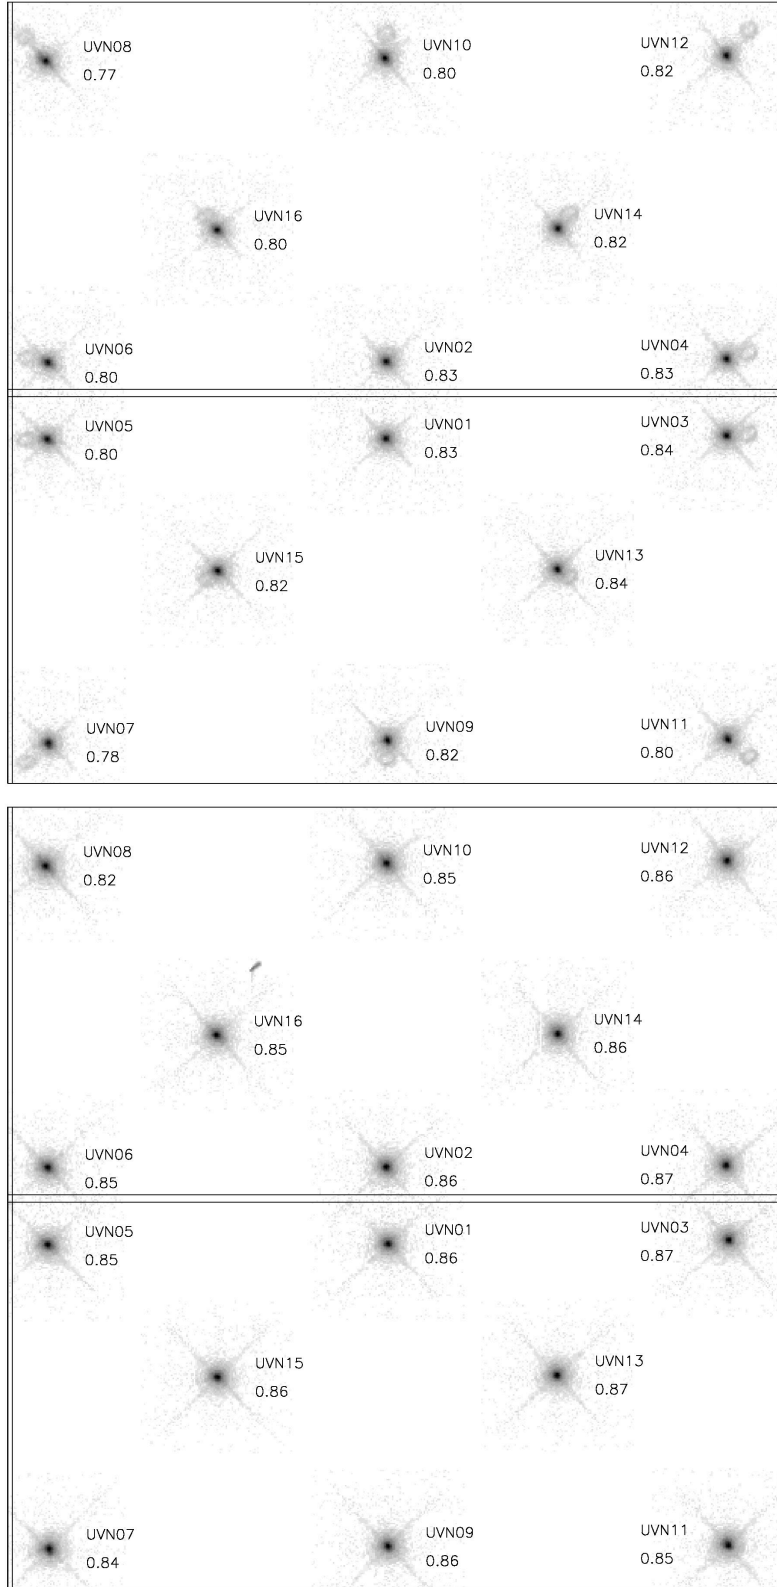 UVN08
0.77
UVN10
0.80
UVN12
0.82
UVN16
0.80
UVN14
0.82
UVN06
0.80
UVN02
0.83
UVN04
0.83
UVN05
0.80
UVN01
0.83
UVN03
0.84
UVN15
0.82
UVN13
0.84
UVN07
0.78
UVN09
0.82
UVN11
0.80
UVN08
0.82
UVN10
0.85
UVN12
0.86
UVN16
0.85
UVN14
0.86
UVN06
0.85
UVN02
0.86
UVN04
0.87
UVN05
0.85
UVN01
0.86
UVN03
0.87
UVN15
0.86
UVN13
0.87
UVN07
0.84
UVN09
0.86
UVN11
0.85